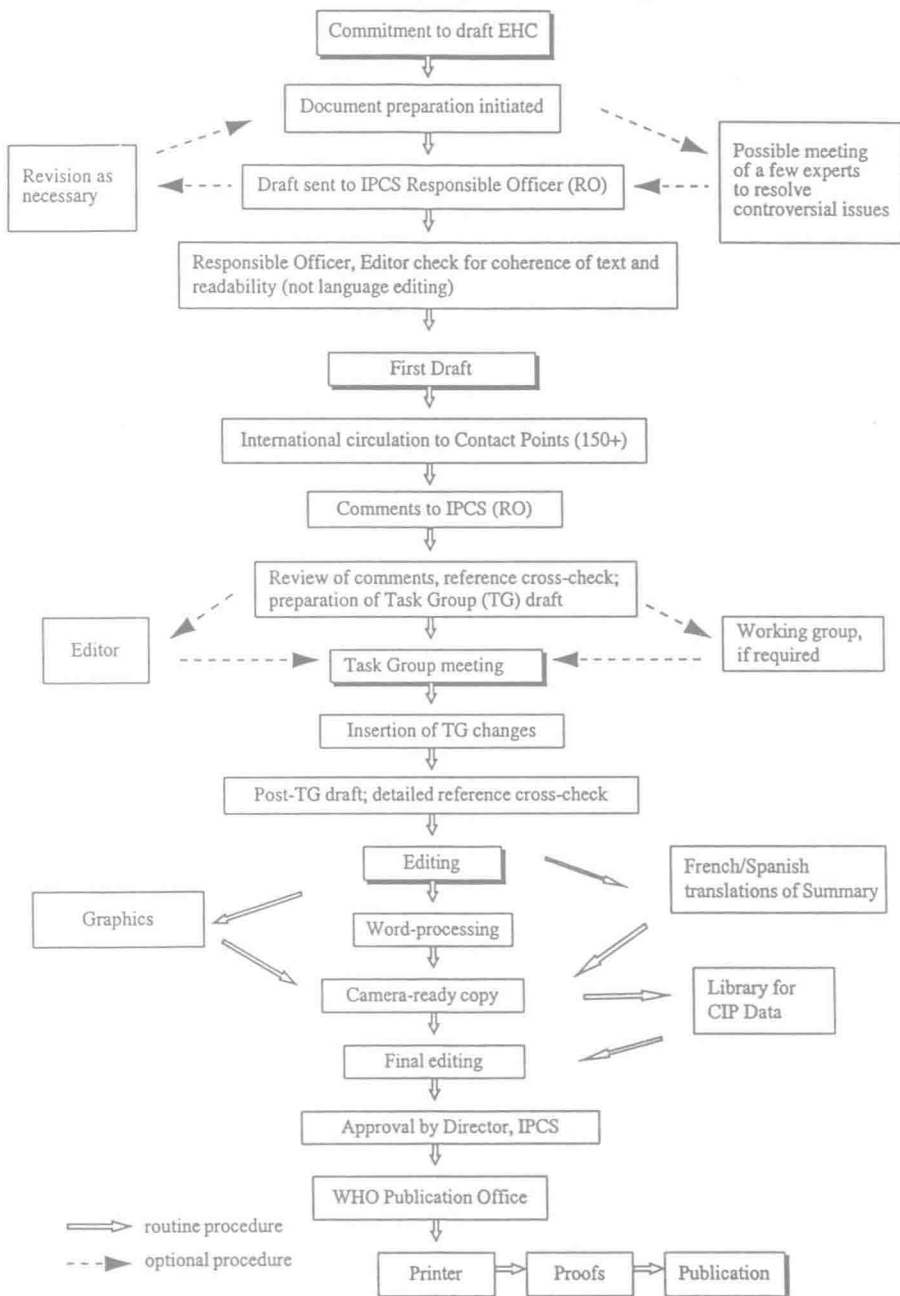 Commitment to draft EHC
Document preparation initiated
Revision as
necessary
Draft sent to IPCS Responsible Officer (RO)
Possible meeting
of a few experts
to resolve
controversial issues
Responsible Officer, Editor check for coherence of text and
readability (not language editing)
First Draft
International circulation to Contact Points (150+)
Comments to IPCS (RO)
Review of comments, reference cross-check;
preparation of Task Group (TG) draft
Editor
Working group,
if required
Task Group meeting
Insertion of TG changes
Post-TG draft; detailed reference cross-check
Editing
French/Spanish
translations of Summary
Graphics
Word-processing
Camera-ready copy
Library for
CIP Data
Final editing
Approval by Director, IPCS
WHO Publication Office
routine procedure
optional procedure
Printer
Proofs
Publication